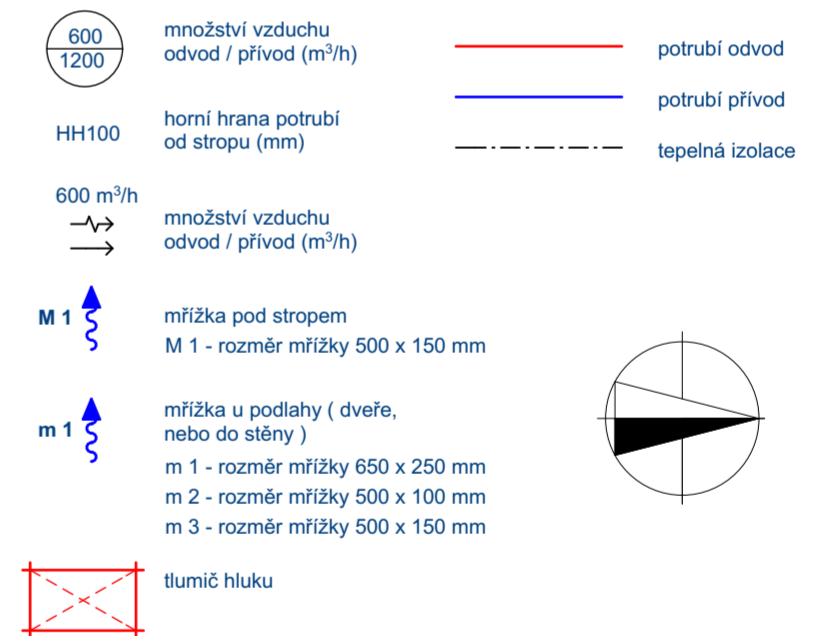 600
1200
množství vzduchu
odvod / přívod (m³/h)
HH100
horní hrana potrubí
od stropu (mm)
600 m³/h
množství vzduchu
odvod / přívod (m³/h)
M 1
mřížka pod stropem
M 1 - rozměr mřížky 500 x 150 mm
m 1
mřížka u podlahy ( dveře,
nebo do stěny )
m 1 - rozměr mřížky 650 x 250 mm
m 2 - rozměr mřížky 500 x 100 mm
m 3 - rozměr mřížky 500 x 150 mm
tlumič hluku
potrubí odvod
potrubí přívod
tepelná izolace